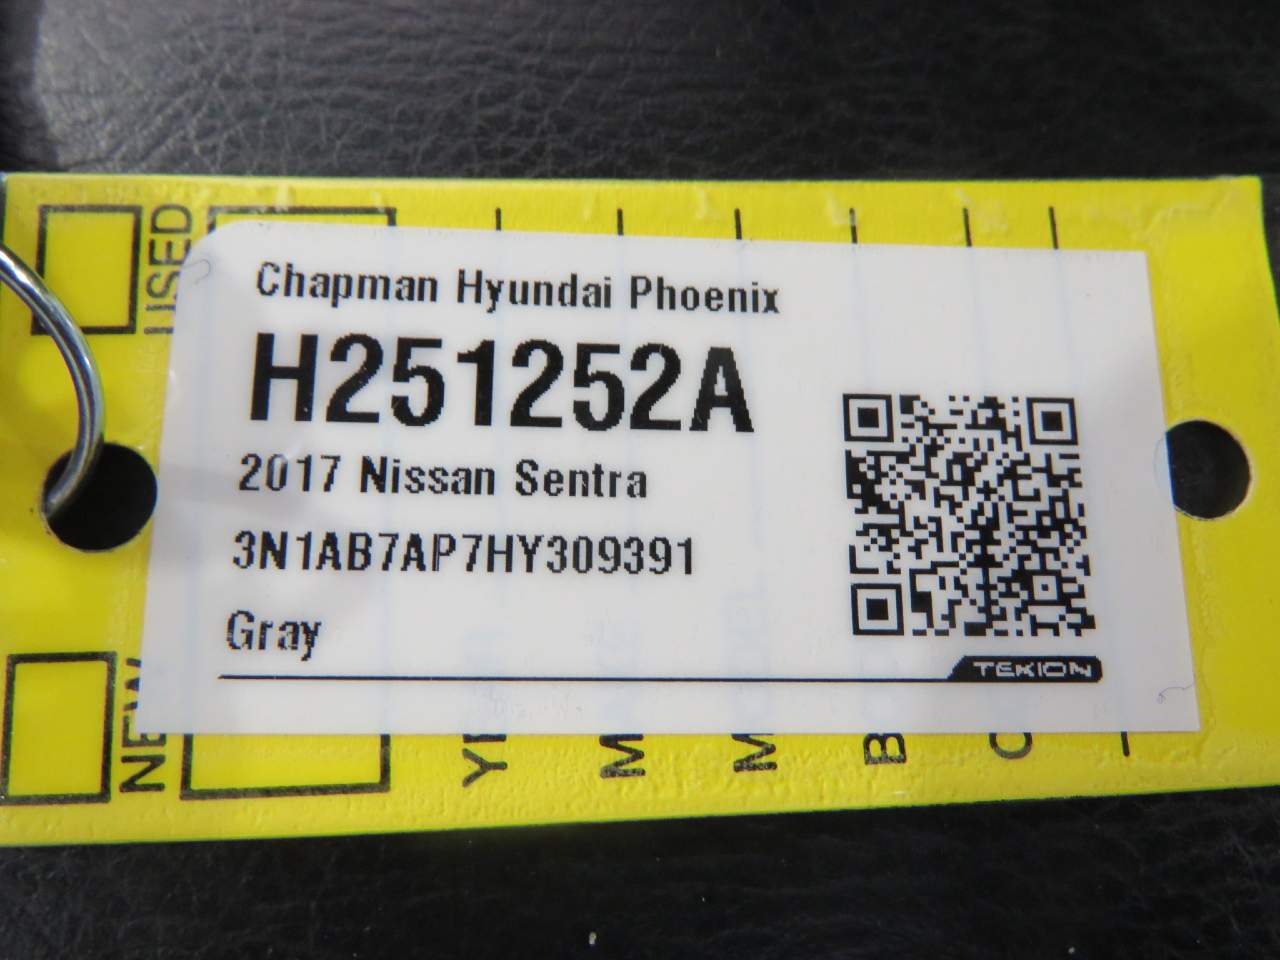 USED
Chapman Hyundai Phoenix
H251252A
2017 Nissan Sentra
3N1AB7AP7HY309391
Gray
TEKION
NEW